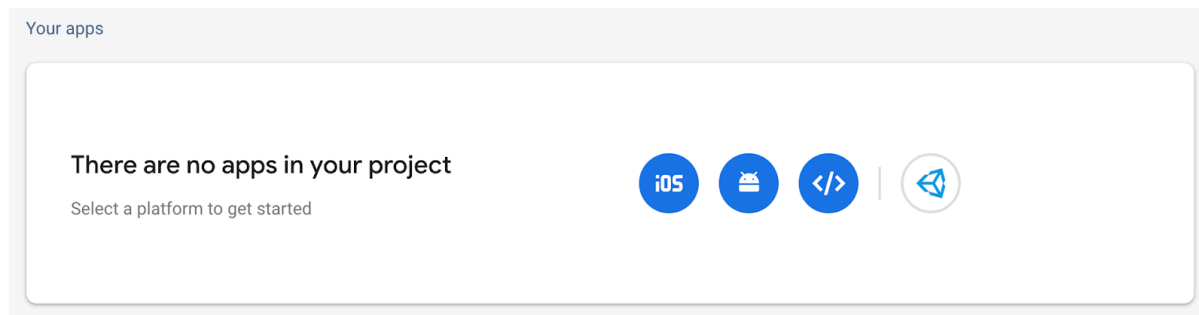 Your apps
There are no apps in your project
Select a platform to get started
iOS
</>